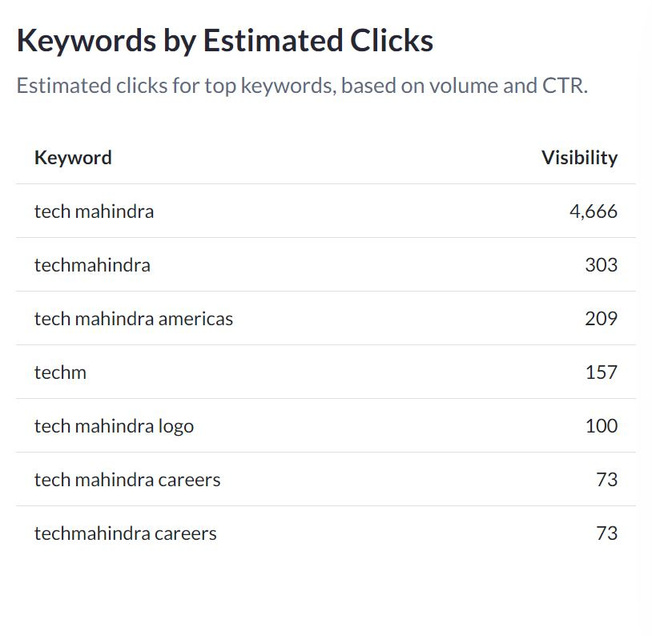 Keywords by Estimated Clicks
Estimated clicks for top keywords, based on volume and CTR.
Keyword Visibility
tech mahindra 4,666
techmahindra 303
tech mahindra americas 209
techm 157
tech mahindra logo 100
tech mahindra careers 73
techmahindra careers 73